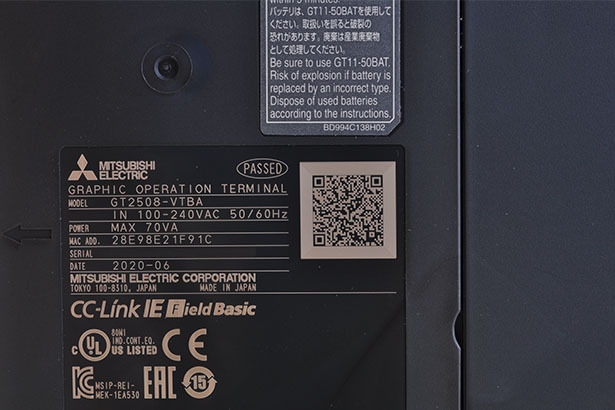 within 5 minutes.
バッテリは、GT11-50BATを使用して
ください。取扱いを誤ると破裂の
恐れがあります。廃棄は産業廃棄物
として処理してください。
Be sure to use GT11-50BAT.
Risk of explosion if battery is
replaced by an incorrect type.
Dispose of used batteries
according to the instructions.
BD994C138H02
MITSUBISHI
ELECTRIC
PASSED
GRAPHIC OPERATION TERMINAL
MODEL GT2508-VTBA
IN 100-240VAC 50/60Hz
POWER MAX 70VA
MAC ADD. 28E98E21F91C
SERIAL
DATE 2020-06
MITSUBISHI ELECTRIC CORPORATION
TOKYO 100-8310, JAPAN MADE IN JAPAN
CC-Link IE Field Basic
80M1
IND.CONT.EQ.
C UL US LISTED CE
MSIP-REI-
MEK-1EA530
EAC 15